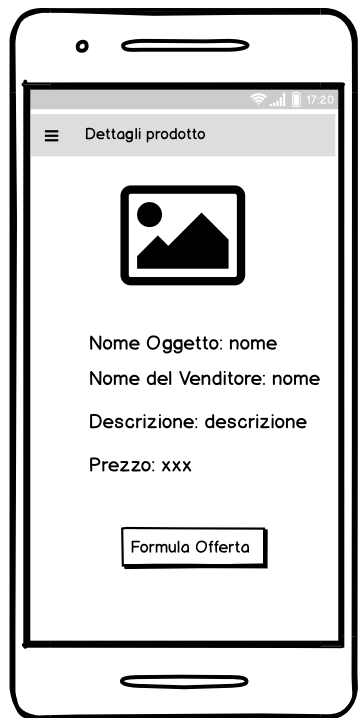 17:20
Dettagli prodotto
Nome Oggetto: nome
Nome del Venditore: nome
Descrizione: descrizione
Prezzo: xxx
Formula Offerta